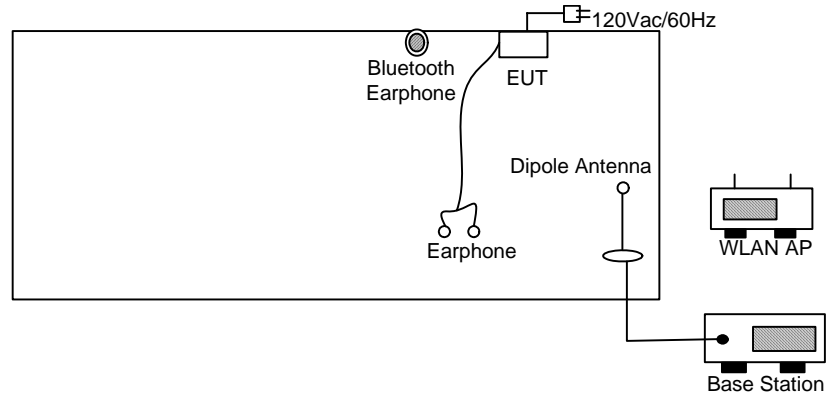 120Vac/60Hz
Bluetooth
Earphone
EUT
Dipole Antenna
Earphone
WLAN AP
Base Station